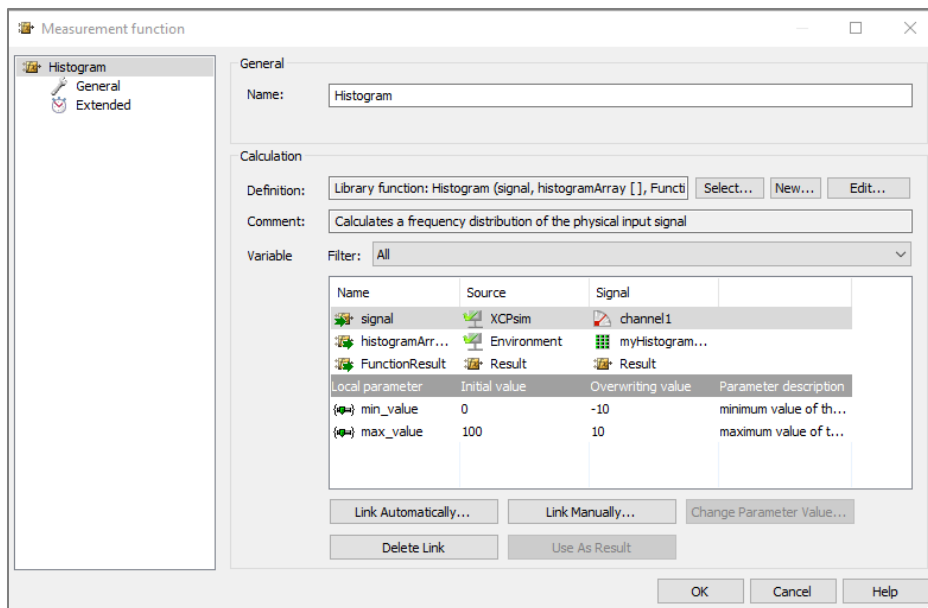 Measurement function
Histogram
General
Extended
General
Name: Histogram
Calculation
Definition: Library function: Histogram (signal, histogramArray [ ], Functi Select... New... Edit...
Comment: Calculates a frequency distribution of the physical input signal
Variable Filter: All
Name Source Signal
signal XCPsim channel1
histogramArr... Environment myHistogram...
FunctionResult Result Result
Local parameter Initial value Overwriting value Parameter description
min_value 0 -10 minimum value of th...
max_value 100 10 maximum value of t...
Link Automatically... Link Manually... Change Parameter Value...
Delete Link Use As Result
OK Cancel Help